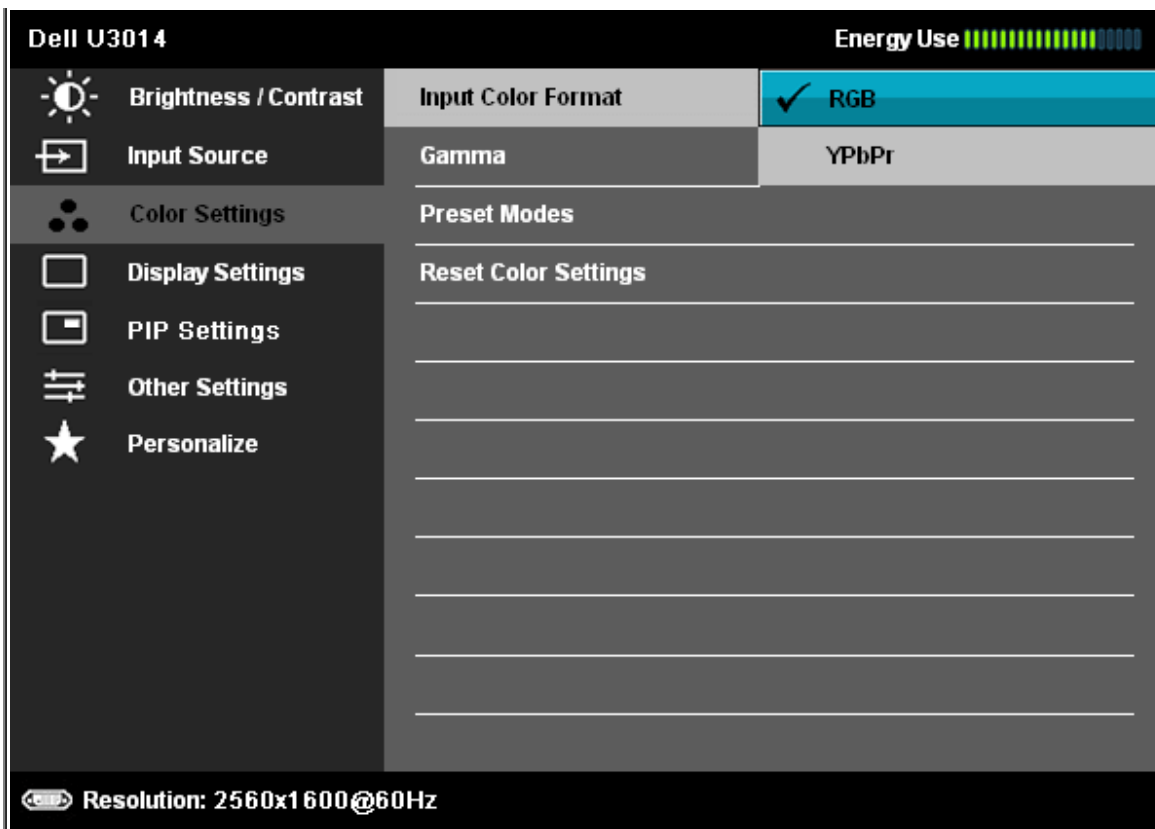 Dell U3014 Energy Use
Brightness / Contrast Input Color Format RGB
Input Source Gamma YPbPr
Color Settings Preset Modes
Display Settings Reset Color Settings
PIP Settings
Other Settings
Personalize
Resolution: 2560x1600@60Hz